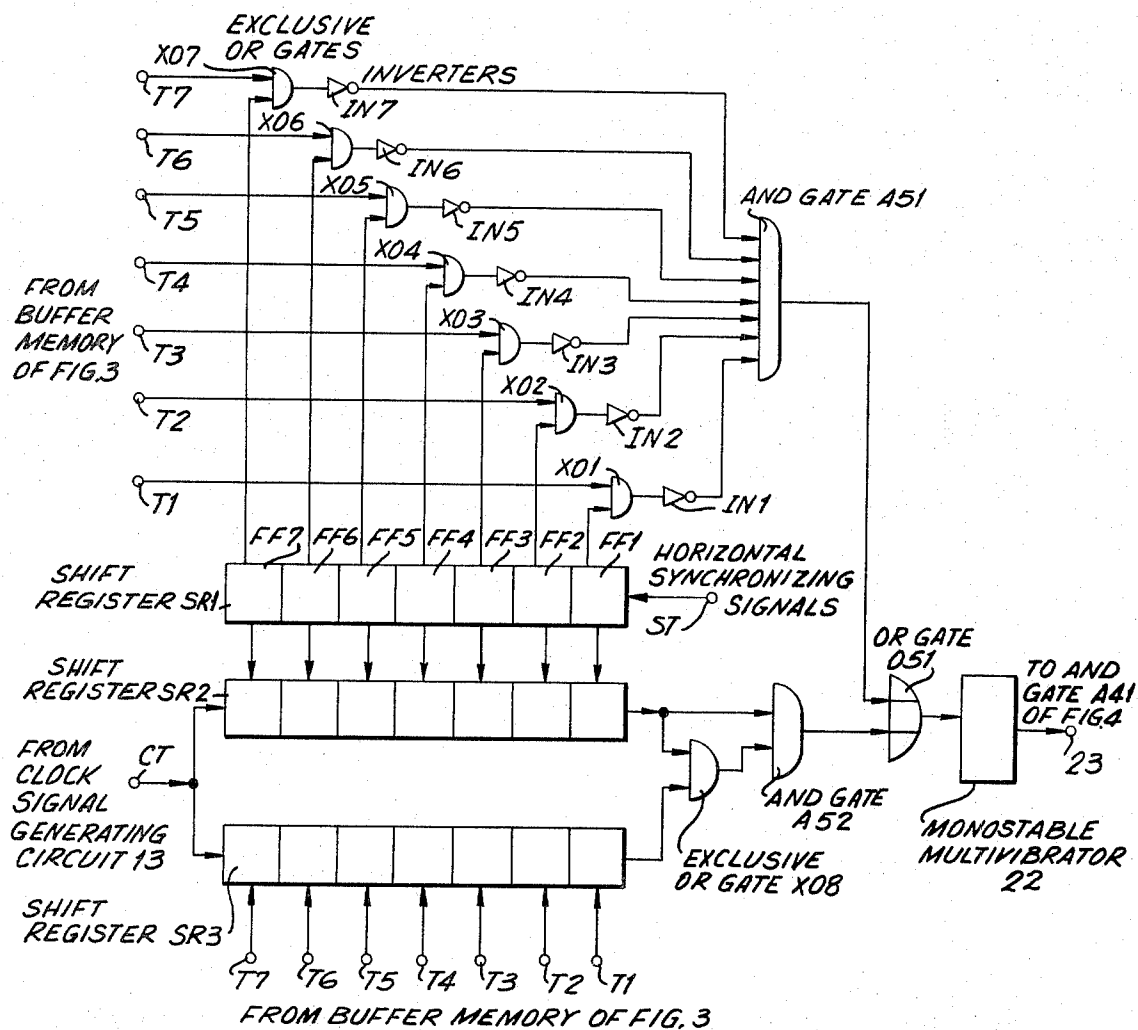 EXCLUSIVE
OR GATES
X07
INVERTERS
T7
IN7
X06
T6
IN6
X05
AND GATE A51
T5
IN5
X04
FROM
BUFFER
MEMORY
OF FIG.3
T4
IN4
X03
T3
IN3
X02
T2
IN2
X01
T1
IN1
FF7
FF6
FF5
FF4
FF3
FF2
FF1
HORIZONTAL
SYNCHRONIZING
SIGNALS
SHIFT
REGISTER SR1
ST
OR GATE
O51
SHIFT
REGISTER SR2
TO AND
GATE A41
OF FIG.4
FROM
CLOCK
SIGNAL
GENERATING
CIRCUIT 13
CT
23
AND GATE
A52
MONOSTABLE
MULTIVIBRATOR
22
EXCLUSIVE
OR GATE X08
SHIFT
REGISTER SR3
T7
T6
T5
T4
T3
T2
T1
FROM BUFFER MEMORY OF FIG. 3